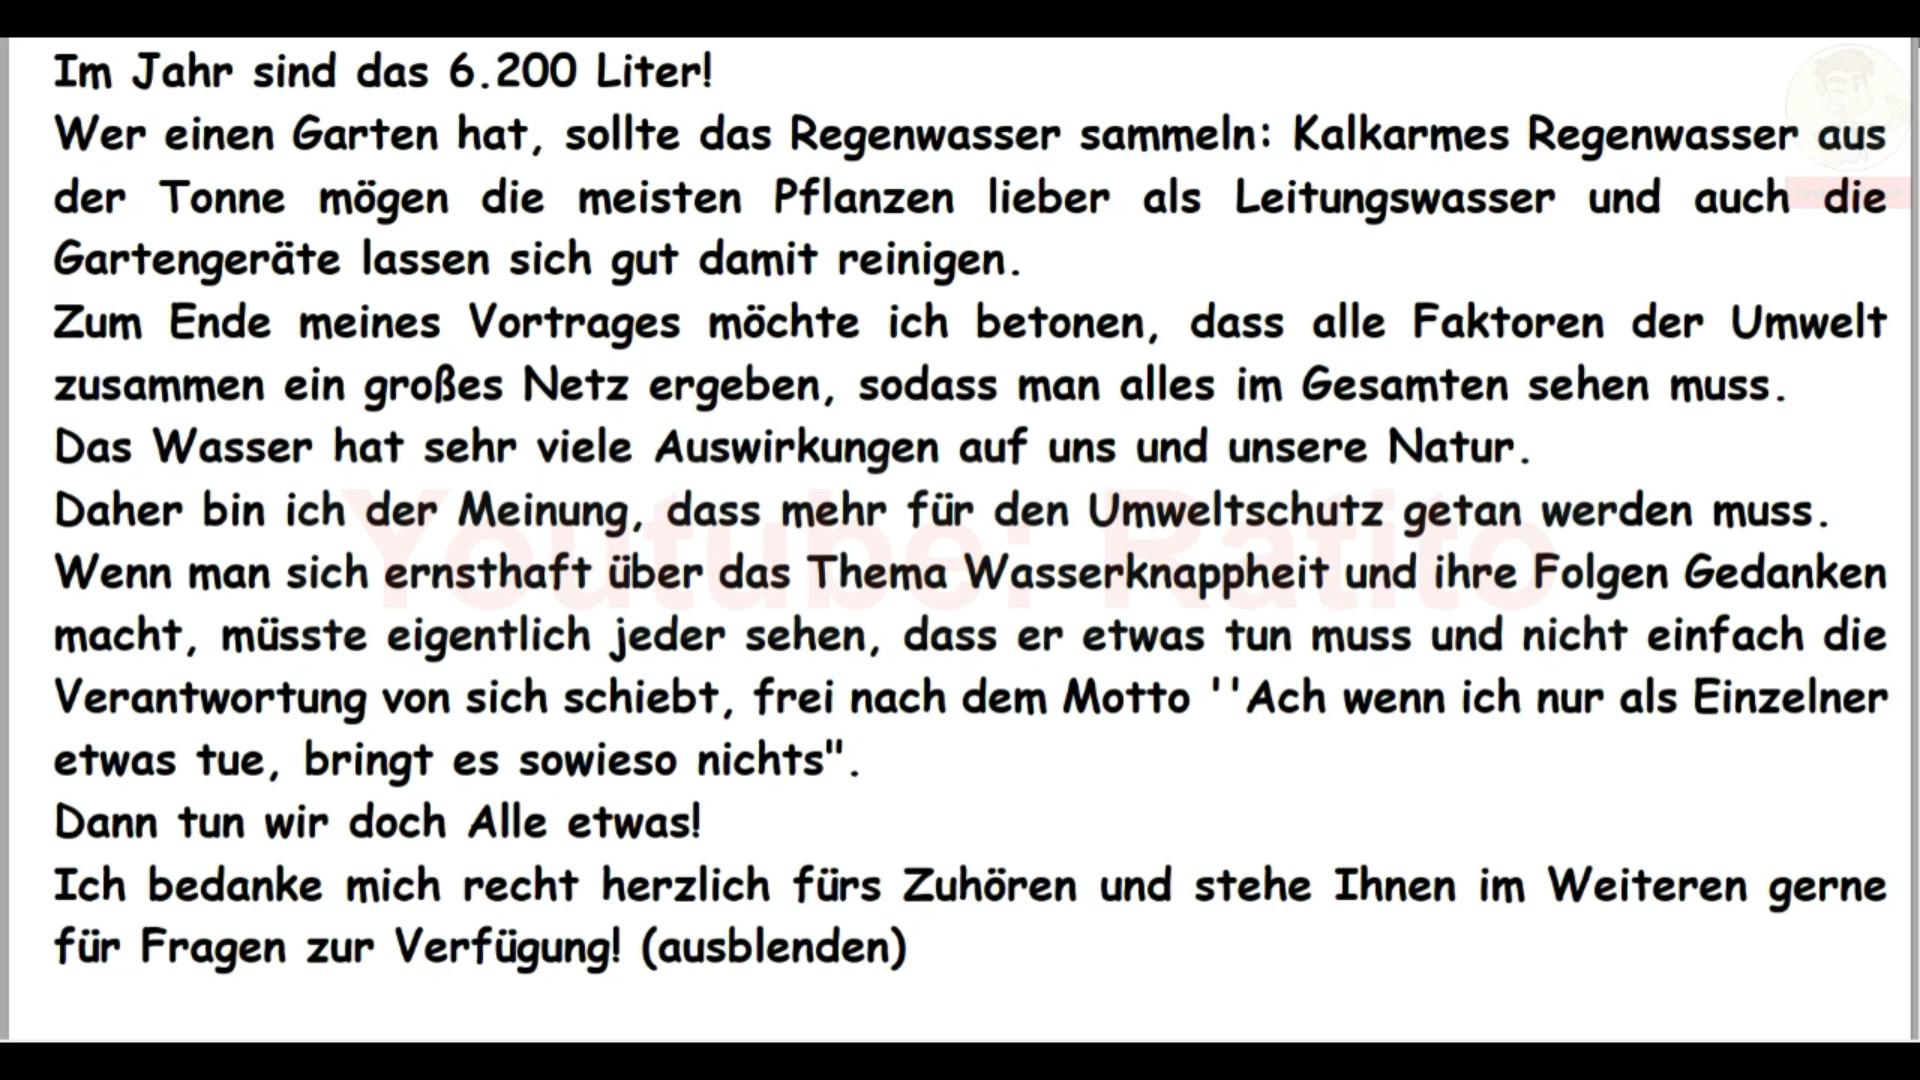 Im Jahr sind das 6.200 Liter!
Wer einen Garten hat, sollte das Regenwasser sammeln: Kalkarmes Regenwasser aus
der Tonne mögen die meisten Pflanzen lieber als Leitungswasser und auch die
Gartengeräte lassen sich gut damit reinigen.
Zum Ende meines Vortrages möchte ich betonen, dass alle Faktoren der Umwelt
zusammen ein großes Netz ergeben, sodass man alles im Gesamten sehen muss.
Das Wasser hat sehr viele Auswirkungen auf uns und unsere Natur.
Daher bin ich der Meinung, dass mehr für den Umweltschutz getan werden muss.
Youtube: Ratito
Wenn man sich ernsthaft über das Thema Wasserknappheit und ihre Folgen Gedanken
macht, müsste eigentlich jeder sehen, dass er etwas tun muss und nicht einfach die
Verantwortung von sich schiebt, frei nach dem Motto ''Ach wenn ich nur als Einzelner
etwas tue, bringt es sowieso nichts".
Dann tun wir doch Alle etwas!
Ich bedanke mich recht herzlich fürs Zuhören und stehe Ihnen im Weiteren gerne
für Fragen zur Verfügung! (ausblenden)